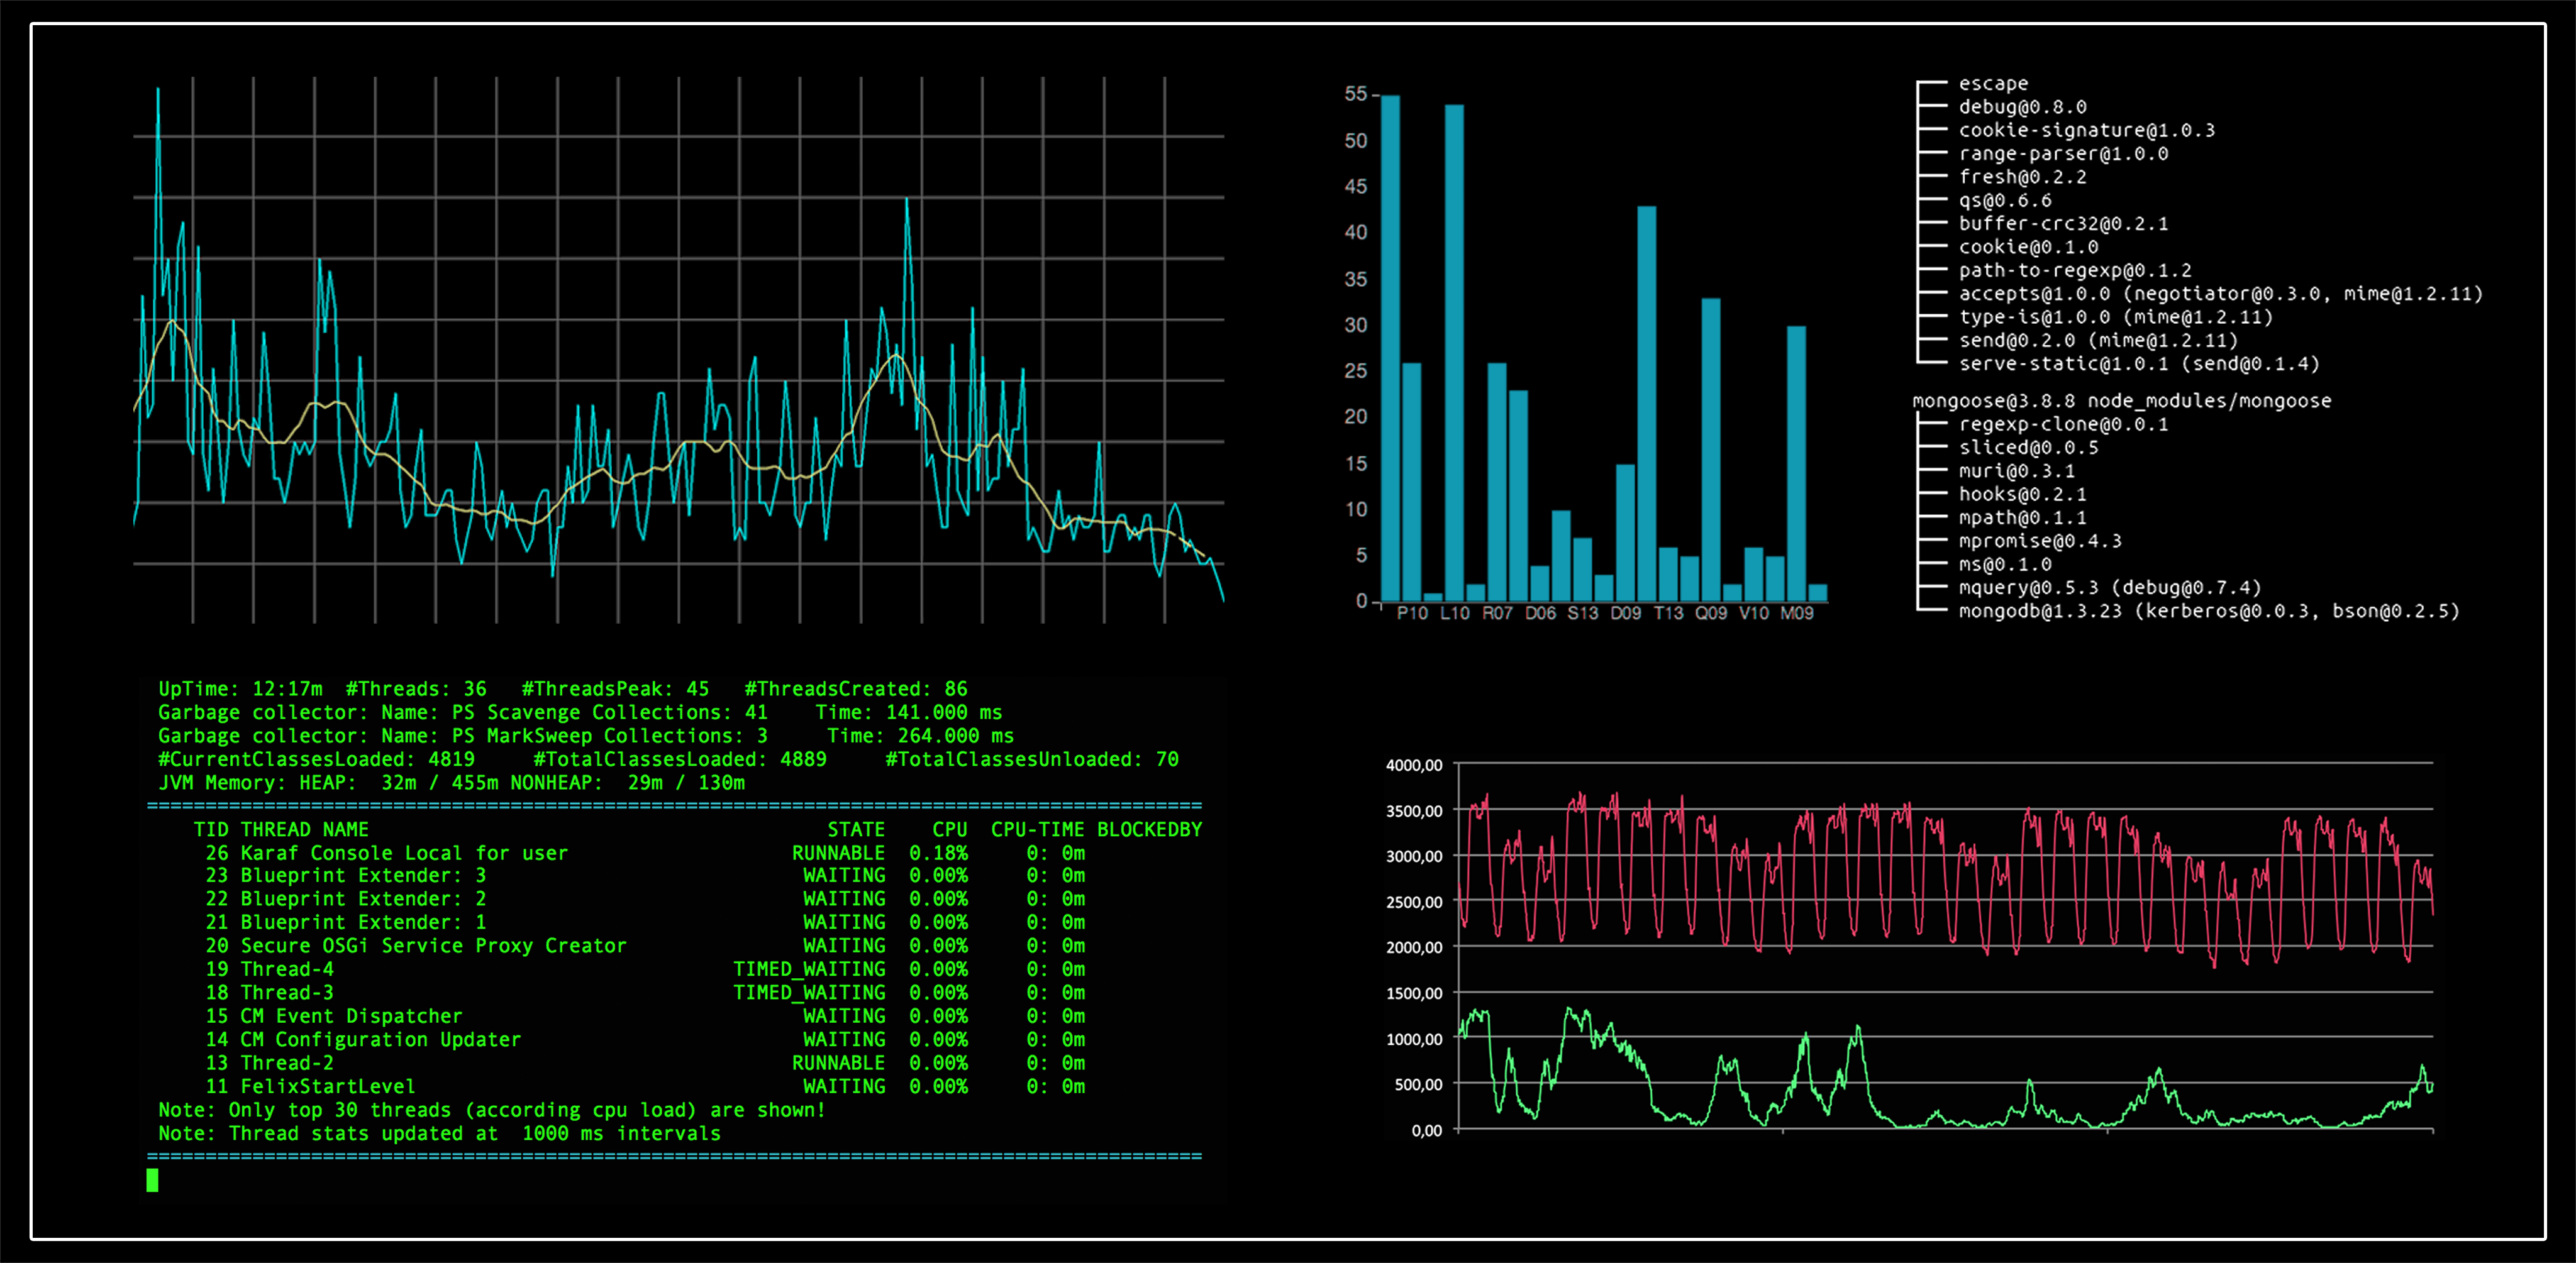 55
50
45
40
35
30
25
20
15
10
5
0
P10 L10 R07 D06 S13 D09 T13 Q09 V10 M09
escape
debug@0.8.0
cookie-signature@1.0.3
range-parser@1.0.0
fresh@0.2.2
qs@0.6.6
buffer-crc32@0.2.1
cookie@0.1.0
path-to-regexp@0.1.2
accepts@1.0.0 (negotiator@0.3.0, mime@1.2.11)
type-is@1.0.0 (mime@1.2.11)
send@0.2.0 (mime@1.2.11)
serve-static@1.0.1 (send@0.1.4)
mongoose@3.8.8 node_modules/mongoose
regexp-clone@0.0.1
sliced@0.0.5
muri@0.3.1
hooks@0.2.1
mpath@0.1.1
mpromise@0.4.3
ms@0.1.0
mquery@0.5.3 (debug@0.7.4)
mongodb@1.3.23 (kerberos@0.0.3, bson@0.2.5)
UpTime: 12:17m #Threads: 36 #ThreadsPeak: 45 #ThreadsCreated: 86
Garbage collector: Name: PS Scavenge Collections: 41 Time: 141.000 ms
Garbage collector: Name: PS MarkSweep Collections: 3 Time: 264.000 ms
#CurrentClassesLoaded: 4819 #TotalClassesLoaded: 4889 #TotalClassesUnloaded: 70
JVM Memory: HEAP: 32m / 455m NONHEAP: 29m / 130m
==========================================================================================
TID THREAD NAME STATE CPU CPU-TIME BLOCKEDBY
26 Karaf Console Local for user RUNNABLE 0.18% 0: 0m
23 Blueprint Extender: 3 WAITING 0.00% 0: 0m
22 Blueprint Extender: 2 WAITING 0.00% 0: 0m
21 Blueprint Extender: 1 WAITING 0.00% 0: 0m
20 Secure OSGi Service Proxy Creator WAITING 0.00% 0: 0m
19 Thread-4 TIMED_WAITING 0.00% 0: 0m
18 Thread-3 TIMED_WAITING 0.00% 0: 0m
15 CM Event Dispatcher WAITING 0.00% 0: 0m
14 CM Configuration Updater WAITING 0.00% 0: 0m
13 Thread-2 RUNNABLE 0.00% 0: 0m
11 FelixStartLevel WAITING 0.00% 0: 0m
Note: Only top 30 threads (according cpu load) are shown!
Note: Thread stats updated at 1000 ms intervals
==========================================================================================
4000,00
3500,00
3000,00
2500,00
2000,00
1500,00
1000,00
500,00
0,00